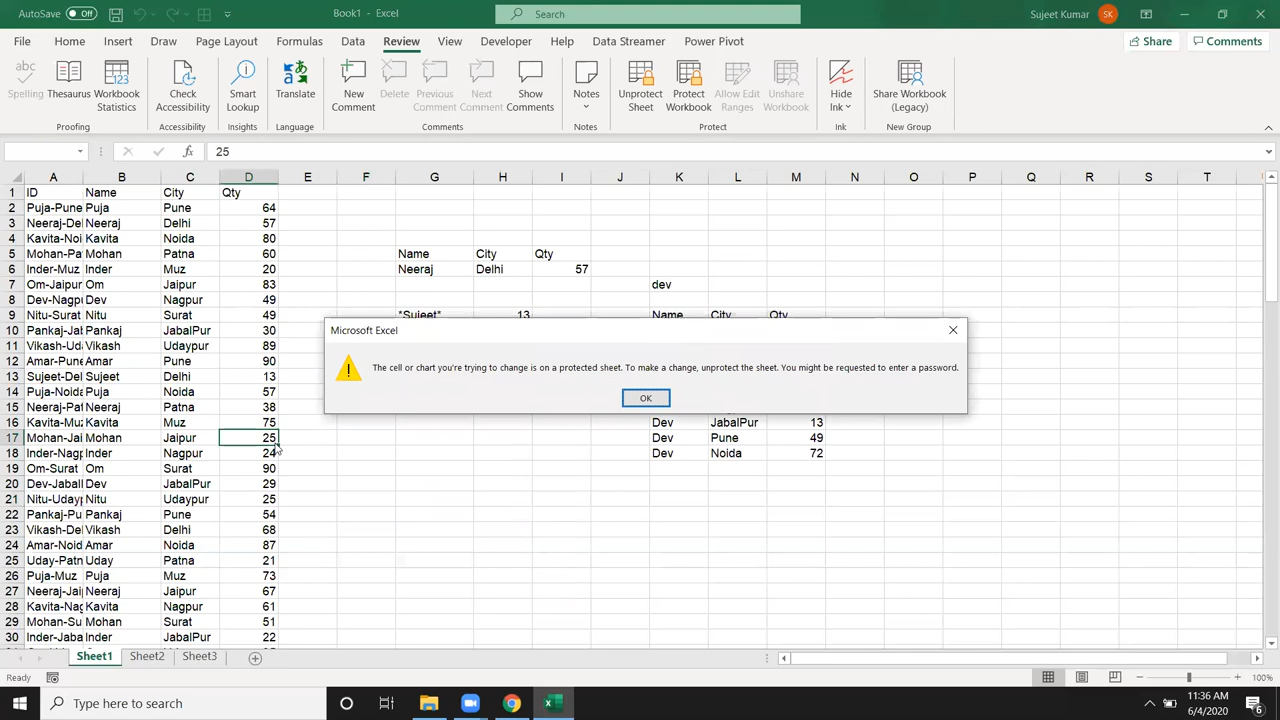 AutoSave Off Book1 - Excel Search Sujeet Kumar SK
File Home Insert Draw Page Layout Formulas Data Review View Developer Help Data Streamer Power Pivot Share Comments
Spelling Thesaurus Workbook Statistics Check Accessibility Smart Lookup Translate New Comment Delete Previous Comment Next Comment Show Comments Notes Unprotect Sheet Protect Workbook Allow Edit Ranges Unshare Workbook Hide Ink Share Workbook (Legacy)
Proofing Accessibility Insights Language Comments Notes Protect Ink New Group
fx 25
A B C D E F G H I J K L M N O P Q R S T
1 ID Name City Qty
2 Puja-Pune Puja Pune 64
3 Neeraj-Del Neeraj Delhi 57
4 Kavita-Noi Kavita Noida 80
5 Mohan-Pa Mohan Patna 60 Name City Qty
6 Inder-Muz Inder Muz 20 Neeraj Delhi 57
7 Om-Jaipur Om Jaipur 83 dev
8 Dev-Nagpu Dev Nagpur 49
9 Nitu-Surat Nitu Surat 49 *Sujeet* 13 Name City Qty
10 Pankaj-Ja Pankaj JabalPur 30
11 Vikash-Ud Vikash Udaypur 89
12 Amar-Pune Amar Pune 90
13 Sujeet-De Sujeet Delhi 13
14 Puja-Noida Puja Noida 57
15 Neeraj-Pat Neeraj Patna 38
16 Kavita-Mu Kavita Muz 75 Dev JabalPur 13
17 Mohan-Jai Mohan Jaipur 25 Dev Pune 49
18 Inder-Nagp Inder Nagpur 24 Dev Noida 72
19 Om-Surat Om Surat 90
20 Dev-Jabal Dev JabalPur 29
21 Nitu-Udayp Nitu Udaypur 25
22 Pankaj-Pu Pankaj Pune 54
23 Vikash-Del Vikash Delhi 68
24 Amar-Noid Amar Noida 87
25 Uday-Patn Uday Patna 21
26 Puja-Muz Puja Muz 73
27 Neeraj-Jai Neeraj Jaipur 67
28 Kavita-Nag Kavita Nagpur 61
29 Mohan-Su Mohan Surat 51
30 Inder-Jaba Inder JabalPur 22
Microsoft Excel
The cell or chart you're trying to change is on a protected sheet. To make a change, unprotect the sheet. You might be requested to enter a password.
OK
Sheet1 Sheet2 Sheet3
Ready 100%
Type here to search
11:36 AM
6/4/2020 6